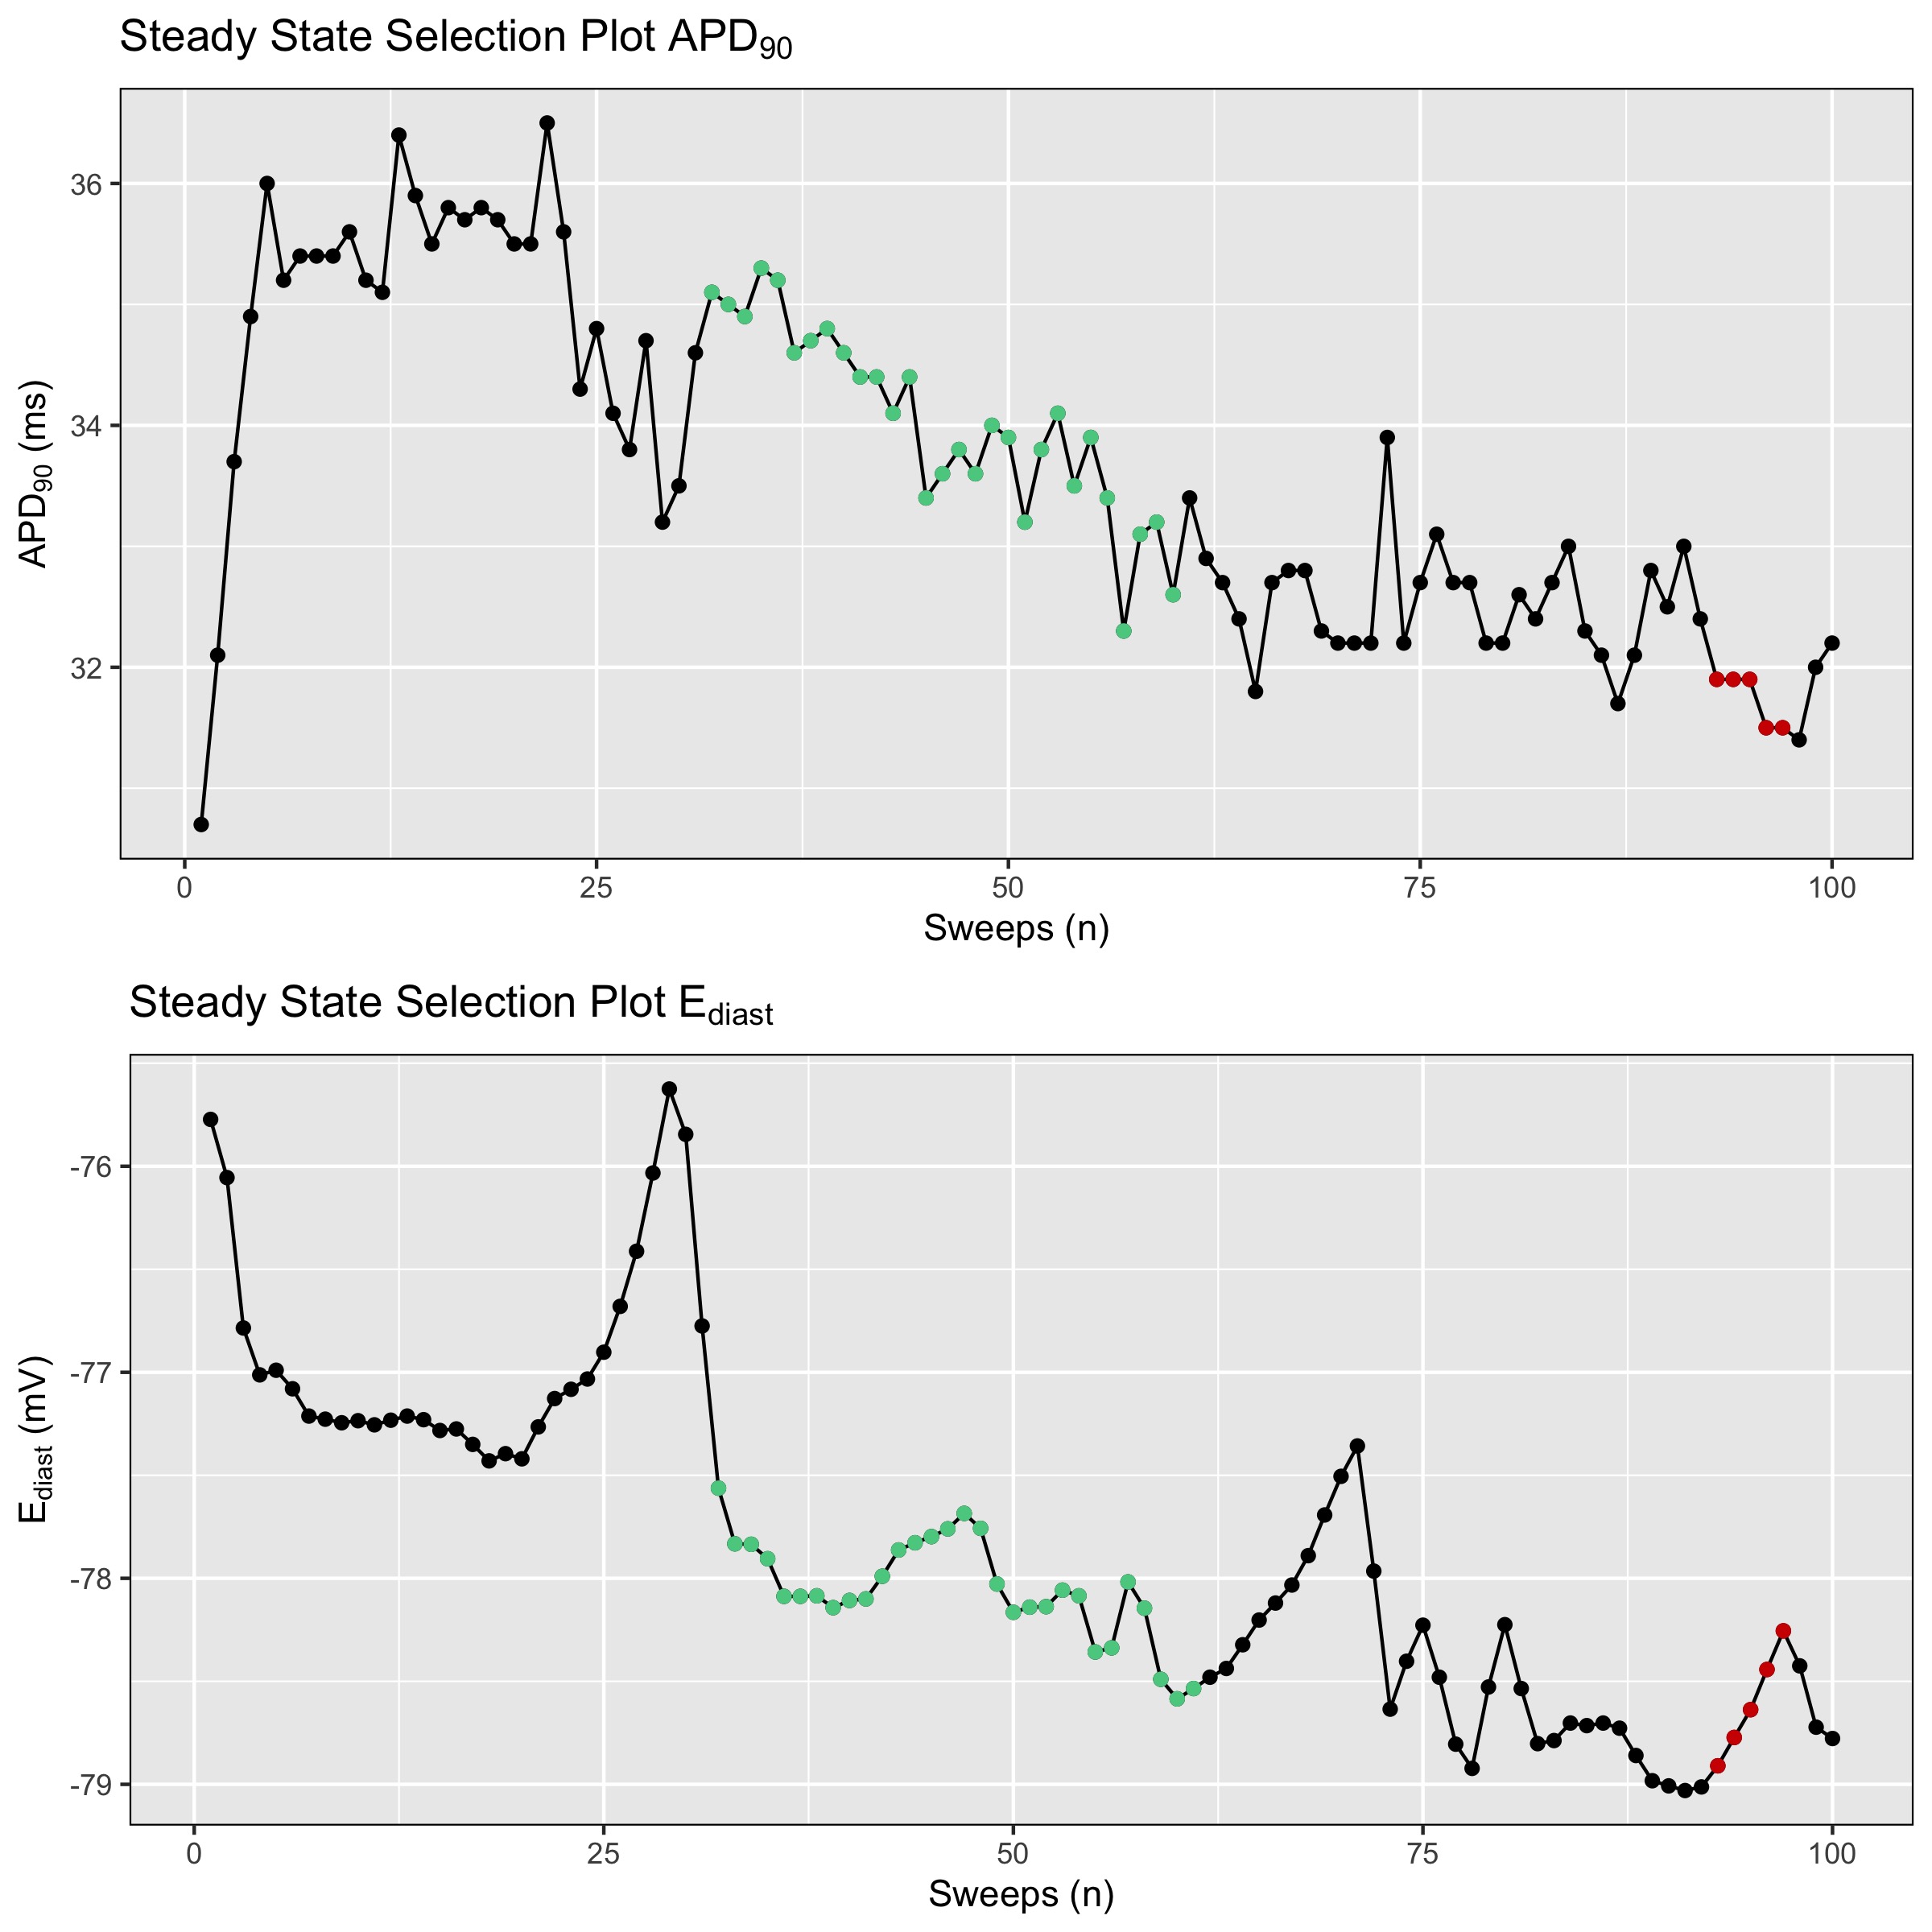 Steady State Selection Plot APD90
APD90 (ms)
36
34
32
0 25 50 75 100
Sweeps (n)
Steady State Selection Plot Ediast
Ediast (mV)
-76
-77
-78
-79
0 25 50 75 100
Sweeps (n)